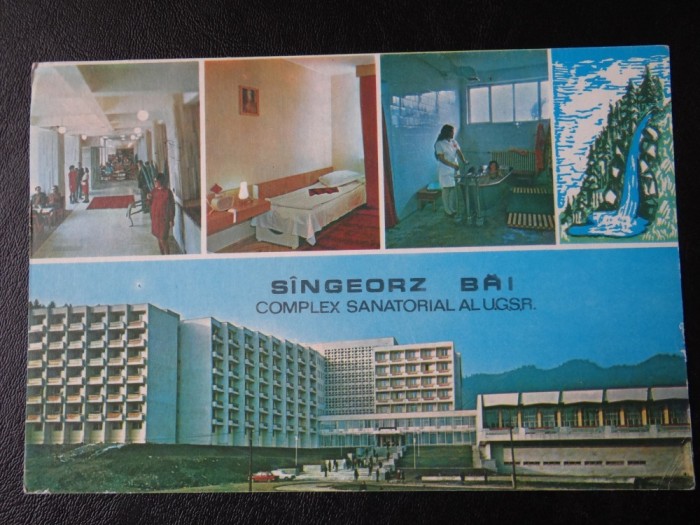 SÎNGEORZ BĂI
COMPLEX SANATORIAL AL U.G.S.R.